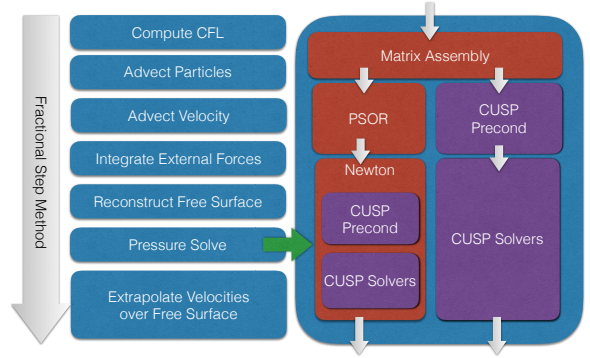 Fractional Step Method
Compute CFL
Advect Particles
Advect Velocity
Integrate External Forces
Reconstruct Free Surface
Pressure Solve
Extrapolate Velocities
over Free Surface
Matrix Assembly
PSOR
Newton
CUSP
Precond
CUSP Solvers
CUSP
Precond
CUSP Solvers